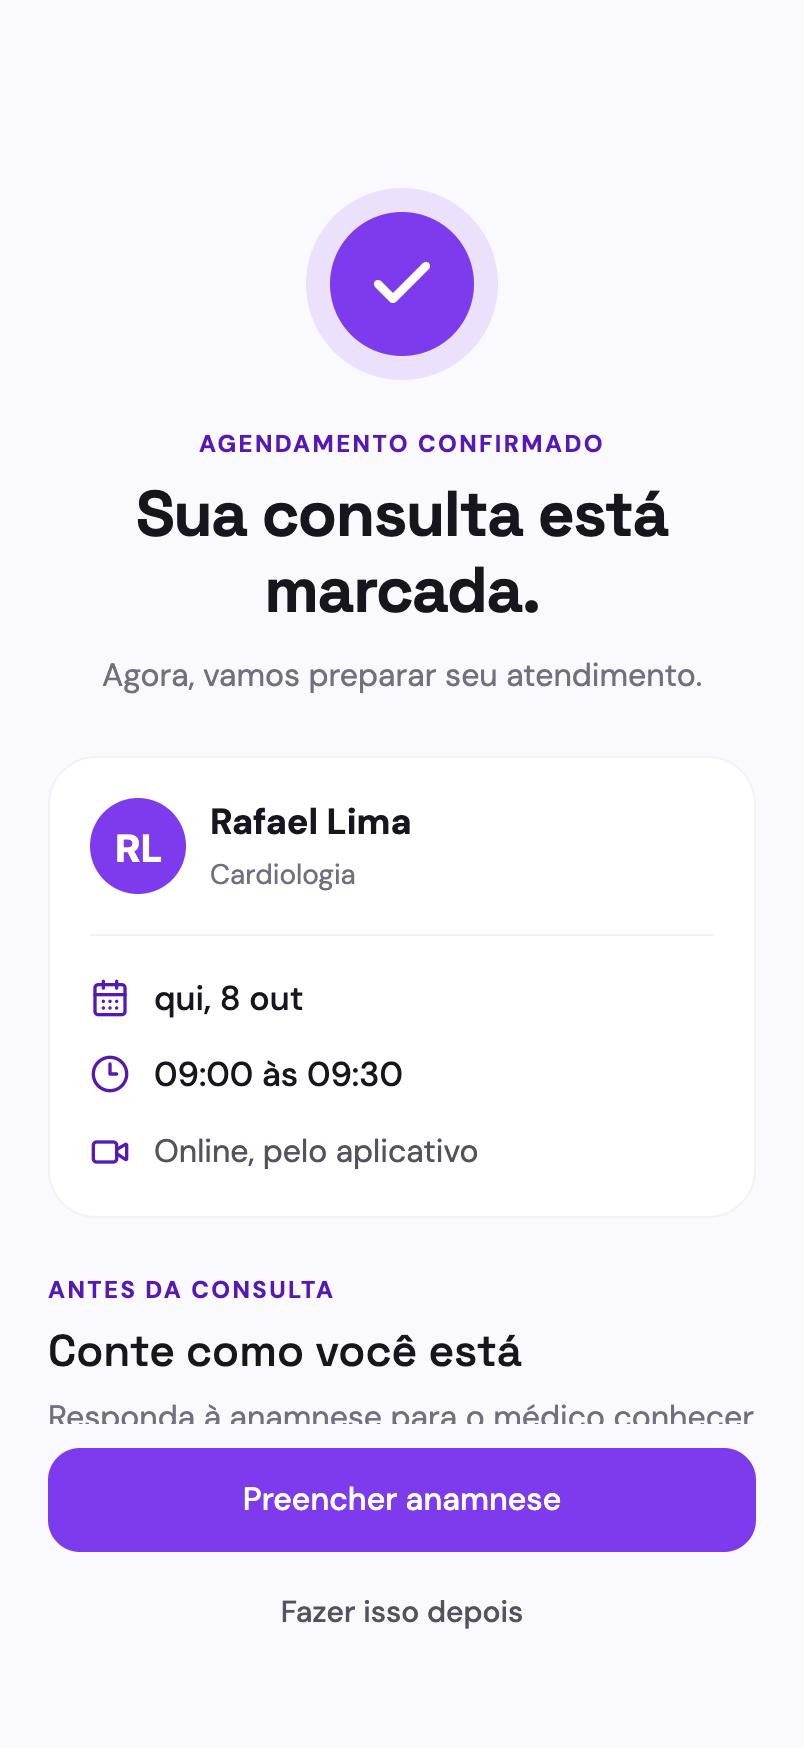 AGENDAMENTO CONFIRMADO
Sua consulta está
marcada.
Agora, vamos preparar seu atendimento.
RL
Rafael Lima
Cardiologia
qui, 8 out
09:00 às 09:30
Online, pelo aplicativo
ANTES DA CONSULTA
Conte como você está
Responda à anamnese para o médico conhecer
Preencher anamnese
Fazer isso depois